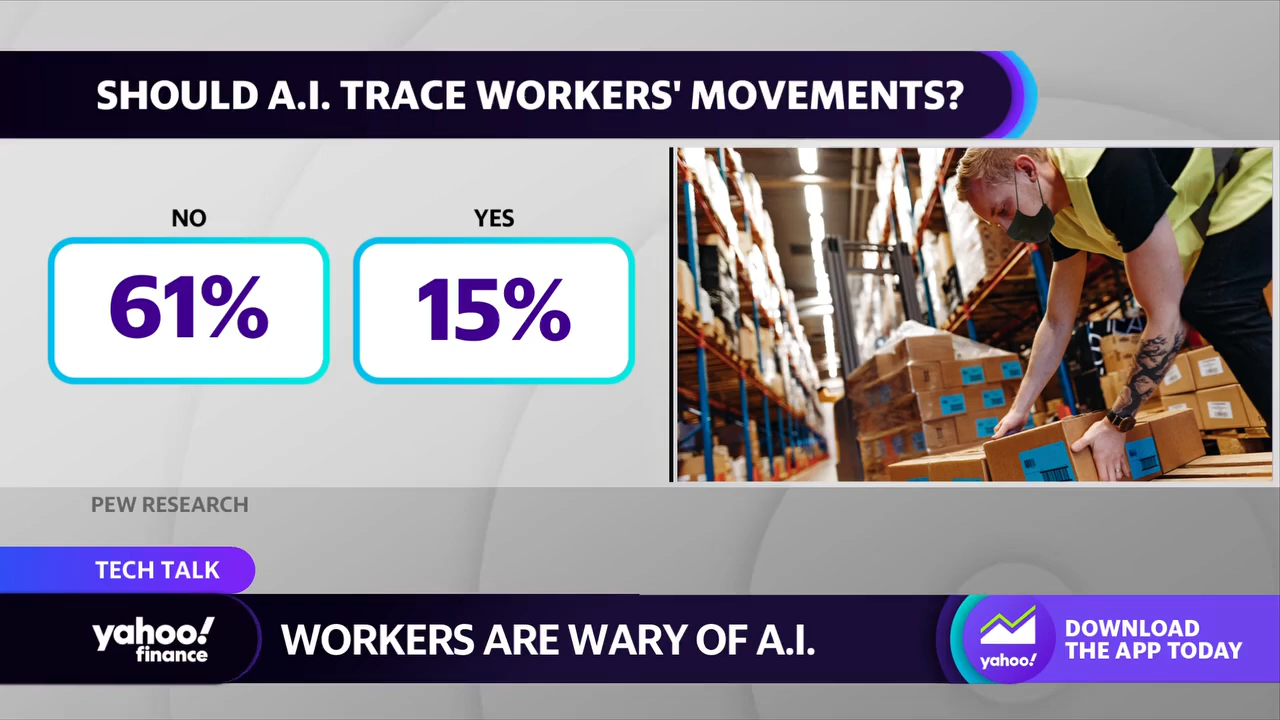 SHOULD A.I. TRACE WORKERS' MOVEMENTS?
NO
YES
61%
15%
PEW RESEARCH
TECH TALK
yahoo!
finance
WORKERS ARE WARY OF A.I.
yahoo!
DOWNLOAD
THE APP TODAY